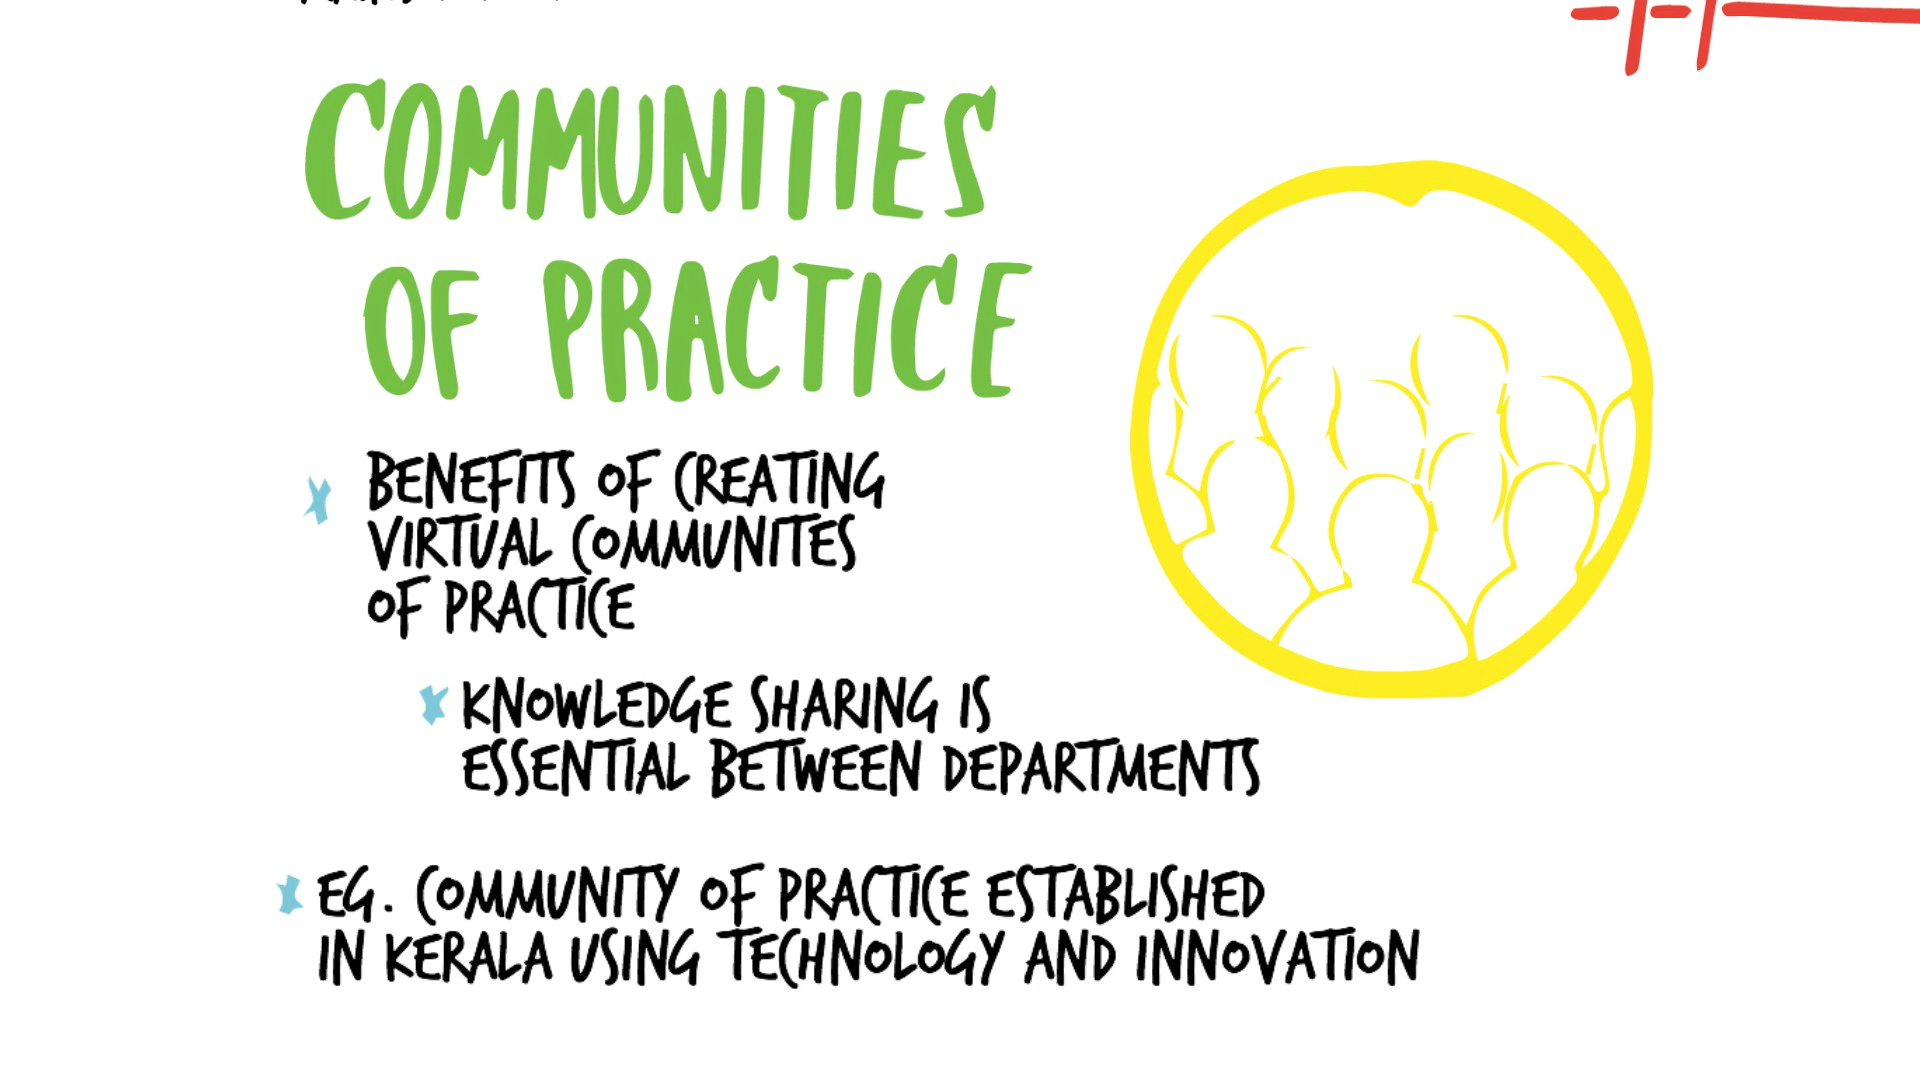 COMMUNITIES
OF PRACTICE
BENEFITS OF CREATING
VIRTUAL COMMUNITES
OF PRACTICE
KNOWLEDGE SHARING IS
ESSENTIAL BETWEEN DEPARTMENTS
EG. COMMUNITY OF PRACTICE ESTABLISHED
IN KERALA USING TECHNOLOGY AND INNOVATION